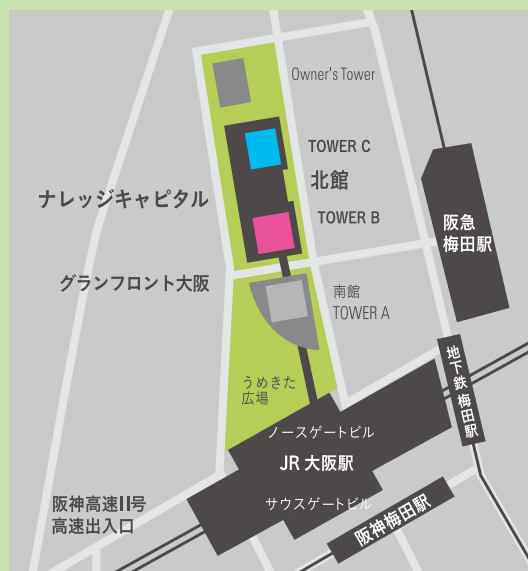 Owner's Tower
TOWER C
北館
ナレッジキャピタル
TOWER B
阪急
梅田駅
グランフロント大阪
南館
TOWER A
うめきた
広場
地下鉄 梅田駅
ノースゲートビル
JR 大阪駅
サウスゲートビル
阪神高速11号
高速出入口
阪神梅田駅